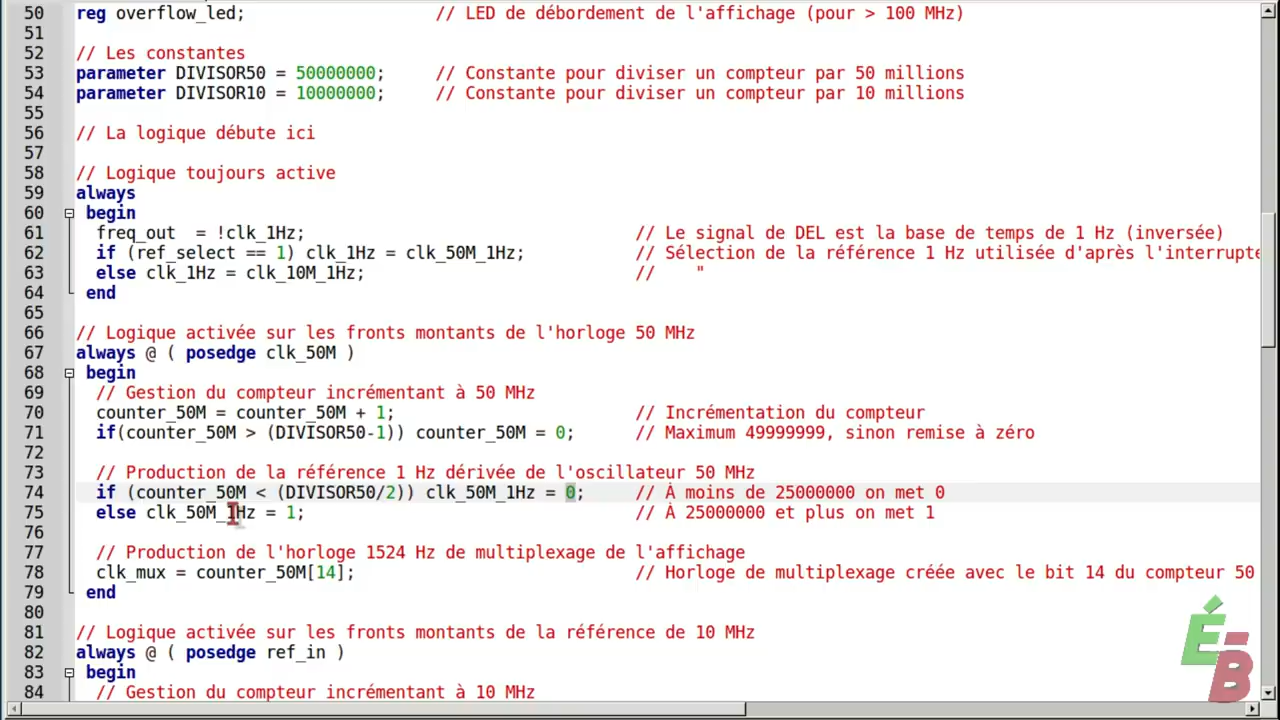 50 reg overflow_led; // LED de débordement de l'affichage (pour > 100 MHz)
51
52 // Les constantes
53 parameter DIVISOR50 = 50000000; // Constante pour diviser un compteur par 50 millions
54 parameter DIVISOR10 = 10000000; // Constante pour diviser un compteur par 10 millions
55
56 // La logique débute ici
57
58 // Logique toujours active
59 always
60 begin
61 freq_out = !clk_1Hz; // Le signal de DEL est la base de temps de 1 Hz (inversée)
62 if (ref_select == 1) clk_1Hz = clk_50M_1Hz; // Sélection de la référence 1 Hz utilisée d'après l'interrupte
63 else clk_1Hz = clk_10M_1Hz; // "
64 end
65
66 // Logique activée sur les fronts montants de l'horloge 50 MHz
67 always @ ( posedge clk_50M )
68 begin
69 // Gestion du compteur incrémentant à 50 MHz
70 counter_50M = counter_50M + 1; // Incrémentation du compteur
71 if(counter_50M > (DIVISOR50-1)) counter_50M = 0; // Maximum 49999999, sinon remise à zéro
72
73 // Production de la référence 1 Hz dérivée de l'oscillateur 50 MHz
74 if (counter_50M < (DIVISOR50/2)) clk_50M_1Hz = 0; // À moins de 25000000 on met 0
75 else clk_50M_1Hz = 1; // À 25000000 et plus on met 1
76
77 // Production de l'horloge 1524 Hz de multiplexage de l'affichage
78 clk_mux = counter_50M[14]; // Horloge de multiplexage créée avec le bit 14 du compteur 50
79 end
80
81 // Logique activée sur les fronts montants de la référence de 10 MHz
82 always @ ( posedge ref_in )
83 begin
84 // Gestion du compteur incrémentant à 10 MHz
É-B